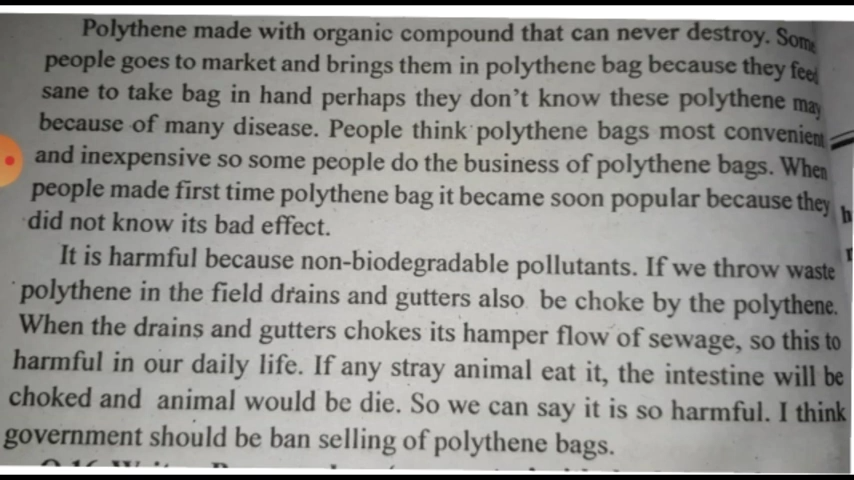 Polythene made with organic compound that can never destroy. Some
people goes to market and brings them in polythene bag because they feel
sane to take bag in hand perhaps they don't know these polythene may
because of many disease. People think polythene bags most convenient
and inexpensive so some people do the business of polythene bags. When
people made first time polythene bag it became soon popular because they
did not know its bad effect.
It is harmful because non-biodegradable pollutants. If we throw waste
polythene in the field drains and gutters also be choke by the polythene.
When the drains and gutters chokes its hamper flow of sewage, so this to
harmful in our daily life. If any stray animal eat it, the intestine will be
choked and animal would be die. So we can say it is so harmful. I think
government should be ban selling of polythene bags.